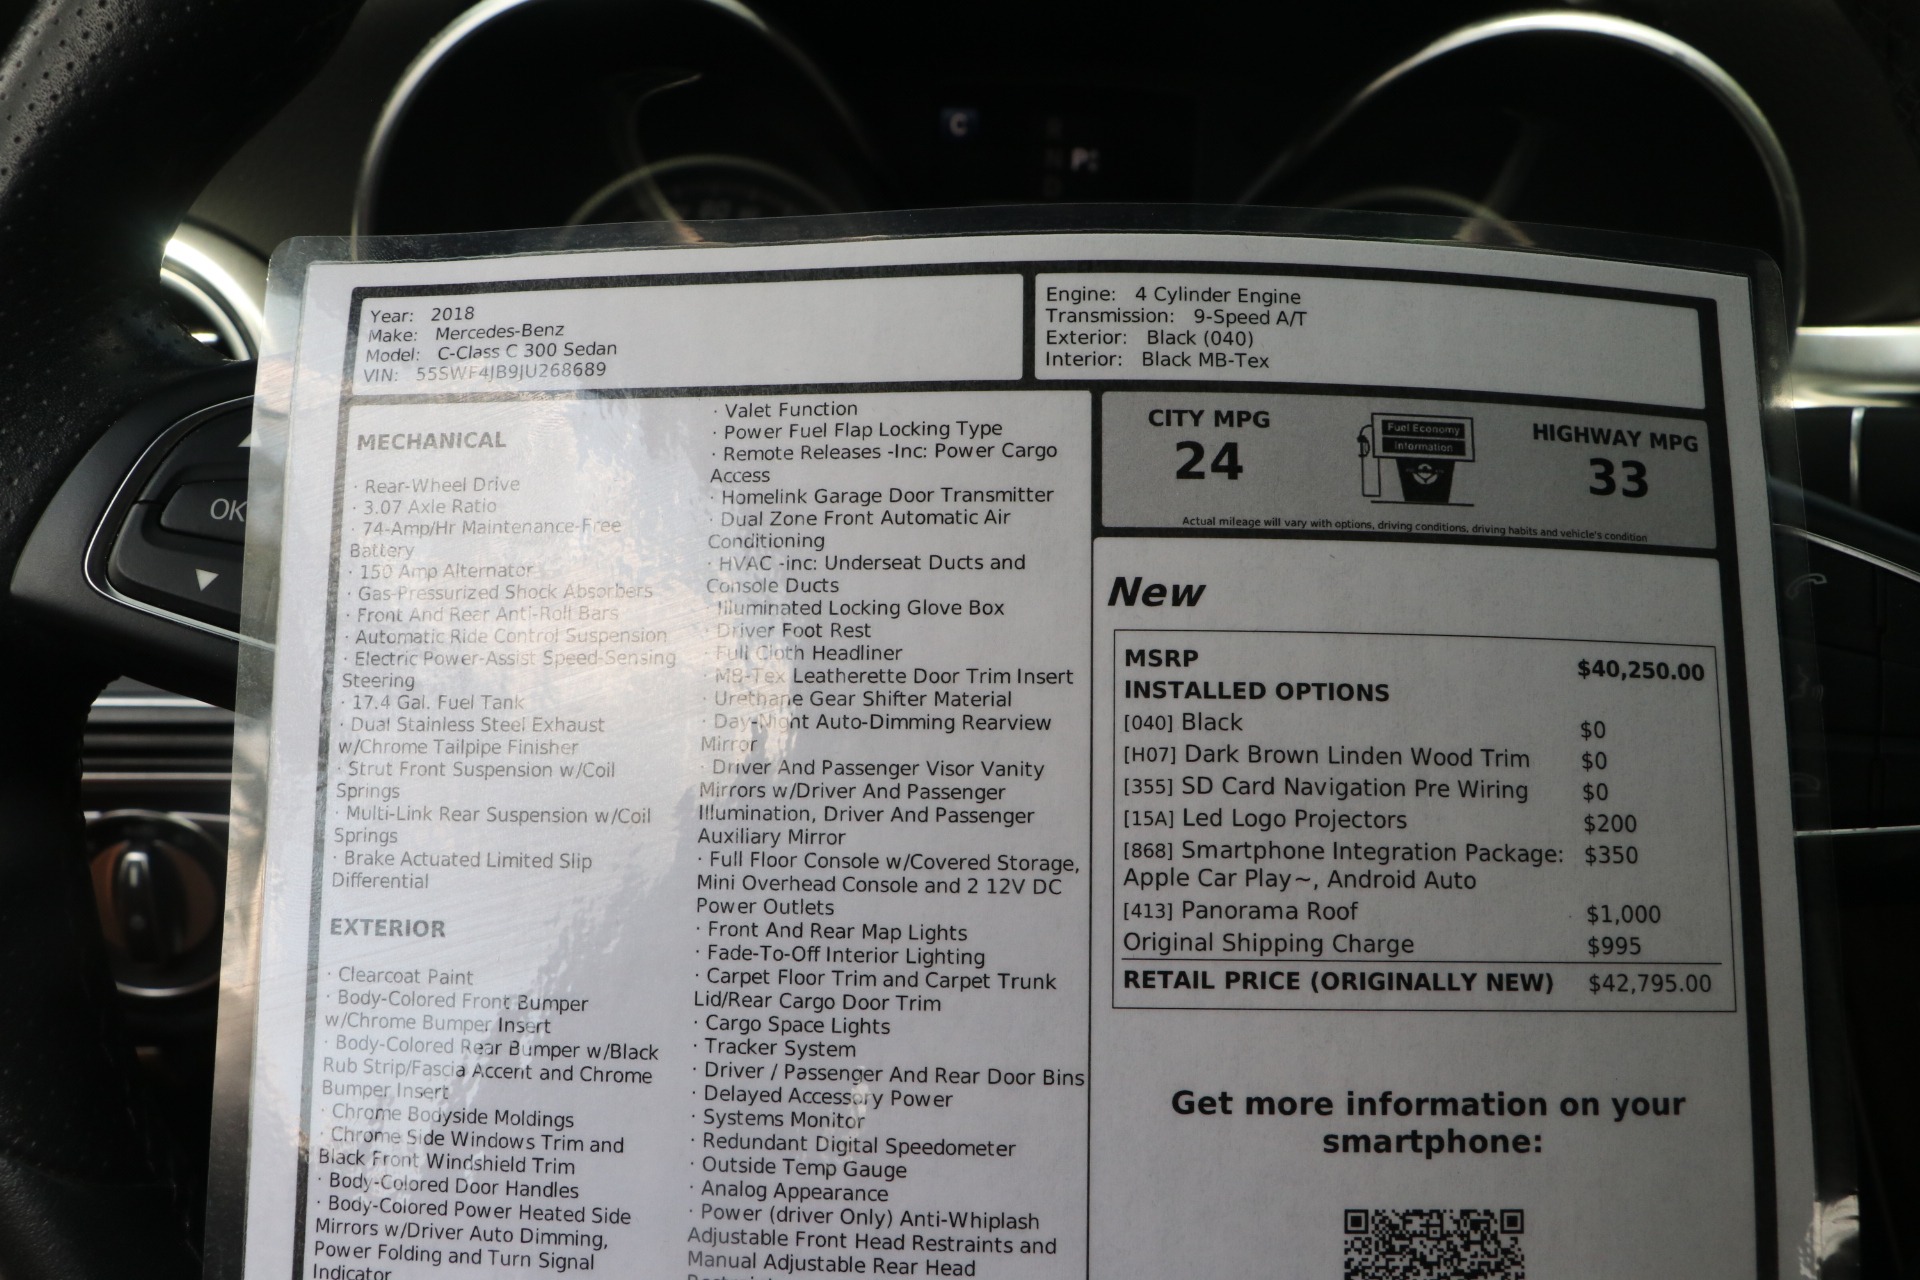 C
P
OK
Year: 2018
Make: Mercedes-Benz
Model: C-Class C 300 Sedan
VIN: 55SWF4JB9JU268689
Engine: 4 Cylinder Engine
Transmission: 9-Speed A/T
Exterior: Black (040)
Interior: Black MB-Tex
MECHANICAL
· Rear-Wheel Drive
· 3.07 Axle Ratio
· 74-Amp/Hr Maintenance-Free
Battery
· 150 Amp Alternator
· Gas-Pressurized Shock Absorbers
· Front And Rear Anti-Roll Bars
· Automatic Ride Control Suspension
· Electric Power-Assist Speed-Sensing
Steering
· 17.4 Gal. Fuel Tank
· Dual Stainless Steel Exhaust
w/Chrome Tailpipe Finisher
· Strut Front Suspension w/Coil
Springs
· Multi-Link Rear Suspension w/Coil
Springs
· Brake Actuated Limited Slip
Differential
EXTERIOR
· Clearcoat Paint
· Body-Colored Front Bumper
w/Chrome Bumper Insert
· Body-Colored Rear Bumper w/Black
Rub Strip/Fascia Accent and Chrome
Bumper Insert
· Chrome Bodyside Moldings
· Chrome Side Windows Trim and
Black Front Windshield Trim
· Body-Colored Door Handles
· Body-Colored Power Heated Side
Mirrors w/Driver Auto Dimming,
Power Folding and Turn Signal
Indicator
· Valet Function
· Power Fuel Flap Locking Type
· Remote Releases -Inc: Power Cargo
Access
· Homelink Garage Door Transmitter
· Dual Zone Front Automatic Air
Conditioning
· HVAC -inc: Underseat Ducts and
Console Ducts
· Illuminated Locking Glove Box
· Driver Foot Rest
· Full Cloth Headliner
· MB-Tex Leatherette Door Trim Insert
· Urethane Gear Shifter Material
· Day-Night Auto-Dimming Rearview
Mirror
· Driver And Passenger Visor Vanity
Mirrors w/Driver And Passenger
Illumination, Driver And Passenger
Auxiliary Mirror
· Full Floor Console w/Covered Storage,
Mini Overhead Console and 2 12V DC
Power Outlets
· Front And Rear Map Lights
· Fade-To-Off Interior Lighting
· Carpet Floor Trim and Carpet Trunk
Lid/Rear Cargo Door Trim
· Cargo Space Lights
· Tracker System
· Driver / Passenger And Rear Door Bins
· Delayed Accessory Power
· Systems Monitor
· Redundant Digital Speedometer
· Outside Temp Gauge
· Analog Appearance
· Power (driver Only) Anti-Whiplash
Adjustable Front Head Restraints and
Manual Adjustable Rear Head
CITY MPG
24
Fuel Economy
Information
HIGHWAY MPG
33
Actual mileage will vary with options, driving conditions, driving habits and vehicle's condition
New
MSRP $40,250.00
INSTALLED OPTIONS
[040] Black $0
[H07] Dark Brown Linden Wood Trim $0
[355] SD Card Navigation Pre Wiring $0
[15A] Led Logo Projectors $200
[868] Smartphone Integration Package: $350
Apple Car Play~, Android Auto
[413] Panorama Roof $1,000
Original Shipping Charge $995
RETAIL PRICE (ORIGINALLY NEW) $42,795.00
Get more information on your
smartphone: